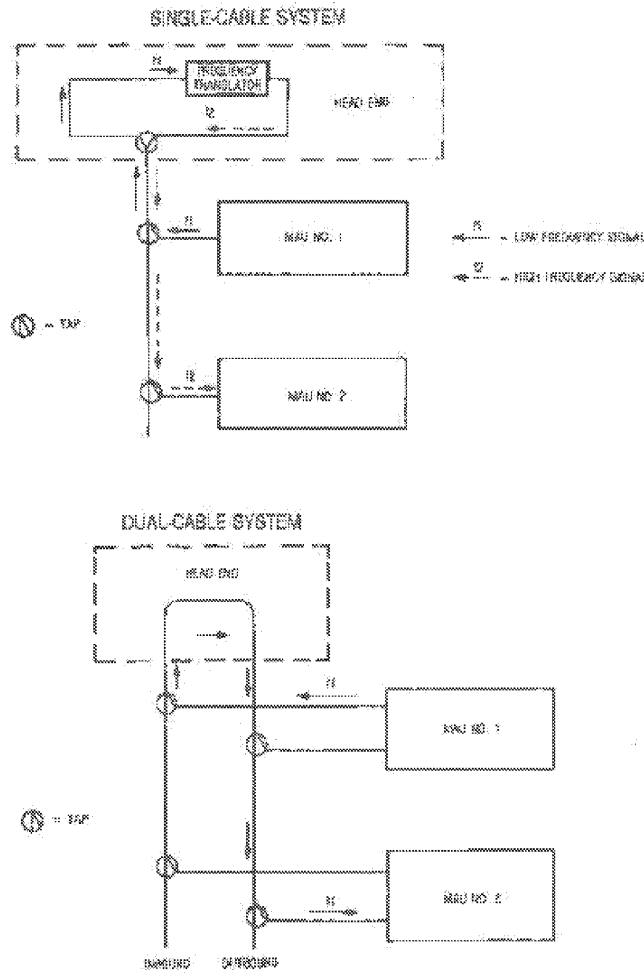 SINGLE-CABLE SYSTEM
f1
FREQUENCY
TRANSLATOR
HEAD END
f2
f1
MAU NO. 1
f1 = LOW FREQUENCY SIGNAL
f2 = HIGH FREQUENCY SIGNAL
= TAP
f2
MAU NO. 2
DUAL-CABLE SYSTEM
HEAD END
f1
MAU NO. 1
= TAP
MAU NO. 2
f1
INBOUND OUTBOUND